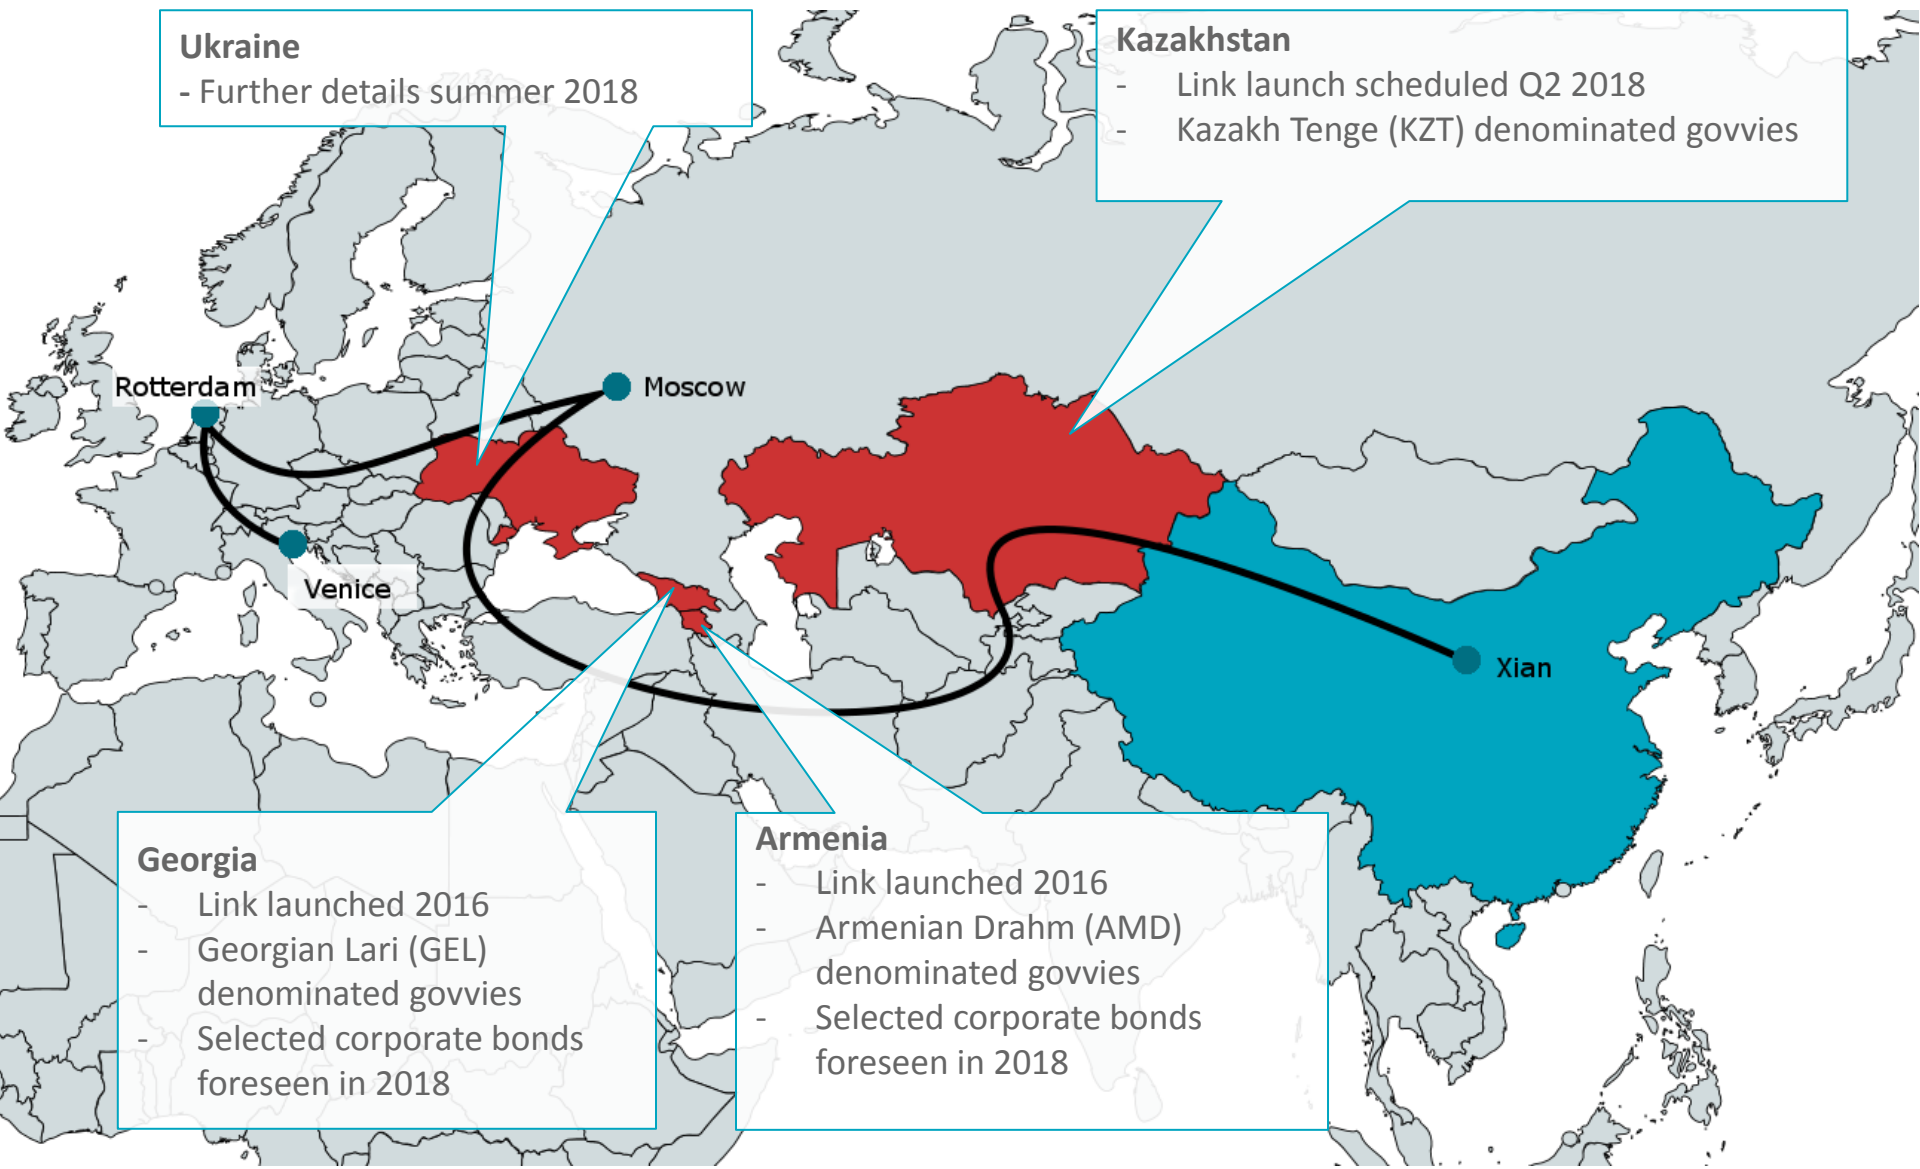 Ukraine
- Further details summer 2018
Kazakhstan
- Link launch scheduled Q2 2018
- Kazakh Tenge (KZT) denominated govvies
Rotterdam
Moscow
Venice
Xian
Georgia
- Link launched 2016
- Georgian Lari (GEL)
denominated govvies
- Selected corporate bonds
foreseen in 2018
Armenia
- Link launched 2016
- Armenian Drahm (AMD)
denominated govvies
- Selected corporate bonds
foreseen in 2018